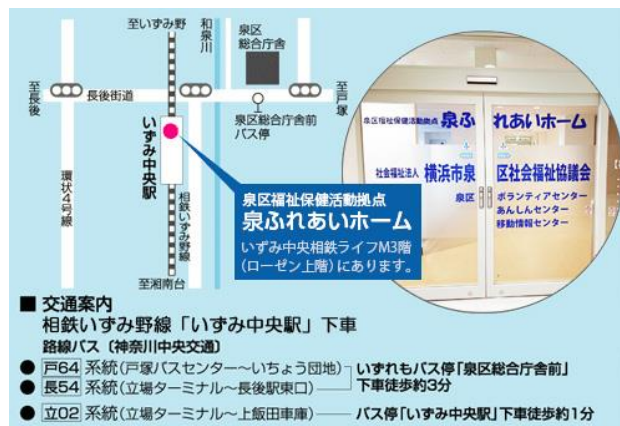 至いずみ野
和泉川
泉区
総合庁舎
至長後
長後街道
至戸塚
泉区総合庁舎前
バス停
いずみ中央駅
環状4号線
相鉄いずみ野線
至湘南台
泉区福祉保健活動拠点
泉ふれあいホーム
いずみ中央相鉄ライフM3階
(ローゼン上階)にあります。
泉区福祉保健活動拠点 泉ふれあいホーム
社会福祉法人 横浜市泉区社会福祉協議会
泉区 ボランティアセンター
あんしんセンター
移動情報センター
■ 交通案内
相鉄いずみ野線「いずみ中央駅」下車
路線バス〔神奈川中央交通〕
● 戸64 系統(戸塚バスセンター〜いちょう団地)
● 長54 系統(立場ターミナル〜長後駅東口)
いずれもバス停「泉区総合庁舎前」
下車徒歩約3分
● 立02 系統(立場ターミナル〜上飯田車庫) バス停「いずみ中央駅」下車徒歩約1分